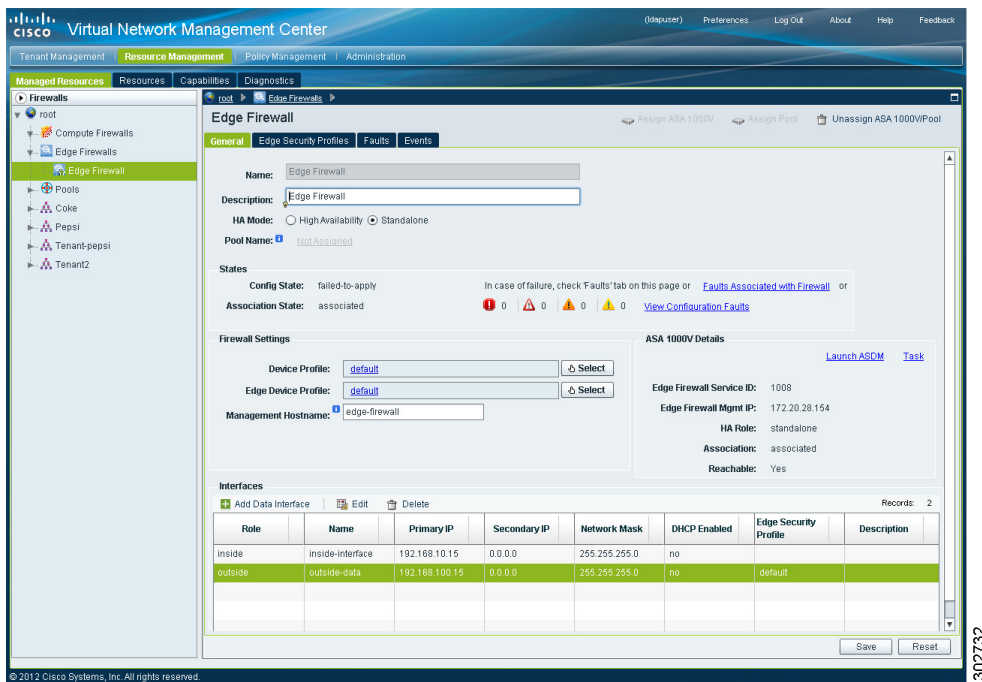 CISCO Virtual Network Management Center
(ldapuser) Preferences Log Out About Help Feedback
Tenant Management | Resource Management | Policy Management | Administration
Managed Resources Resources Capabilities Diagnostics
Firewalls
root
Compute Firewalls
Edge Firewalls
Edge Firewall
Pools
Coke
Pepsi
Tenant-pepsi
Tenant2
root Edge Firewalls
Edge Firewall
Assign ASA 1000V Assign Pool Unassign ASA 1000V/Pool
General Edge Security Profiles Faults Events
Name: Edge Firewall
Description: Edge Firewall
HA Mode: High Availability Standalone
Pool Name: Not Assigned
States
Config State: failed-to-apply In case of failure, check 'Faults' tab on this page or Faults Associated with Firewall or
Association State: associated 0 0 0 0 View Configuration Faults
Firewall Settings
Device Profile: default Select
Edge Device Profile: default Select
Management Hostname: edge-firewall
ASA 1000V Details
Launch ASDM Task
Edge Firewall Service ID: 1008
Edge Firewall Mgmt IP: 172.20.28.154
HA Role: standalone
Association: associated
Reachable: Yes
Interfaces
Add Data Interface Edit Delete Records: 2
Role Name Primary IP Secondary IP Network Mask DHCP Enabled Edge Security Profile Description
inside inside-interface 192.168.10.15 0.0.0.0 255.255.255.0 no
outside outside-data 192.168.100.15 0.0.0.0 255.255.255.0 no default
Save Reset
© 2012 Cisco Systems, Inc. All rights reserved.
302732